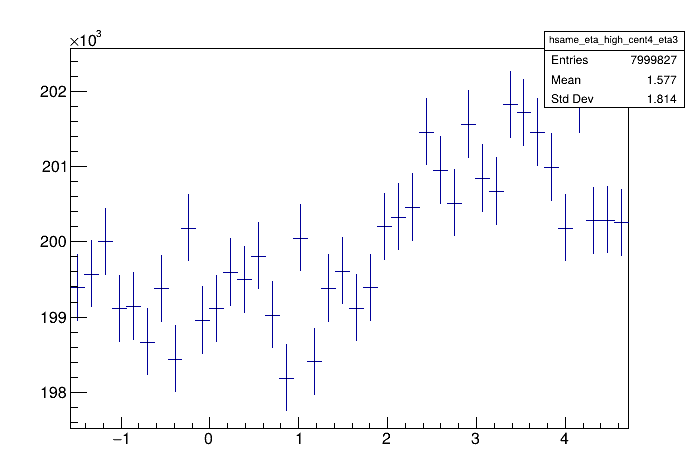 ×10³
hsame_eta_high_cent4_eta3
Entries 7999827
Mean 1.577
Std Dev 1.814
202
201
200
199
198
−1 0 1 2 3 4